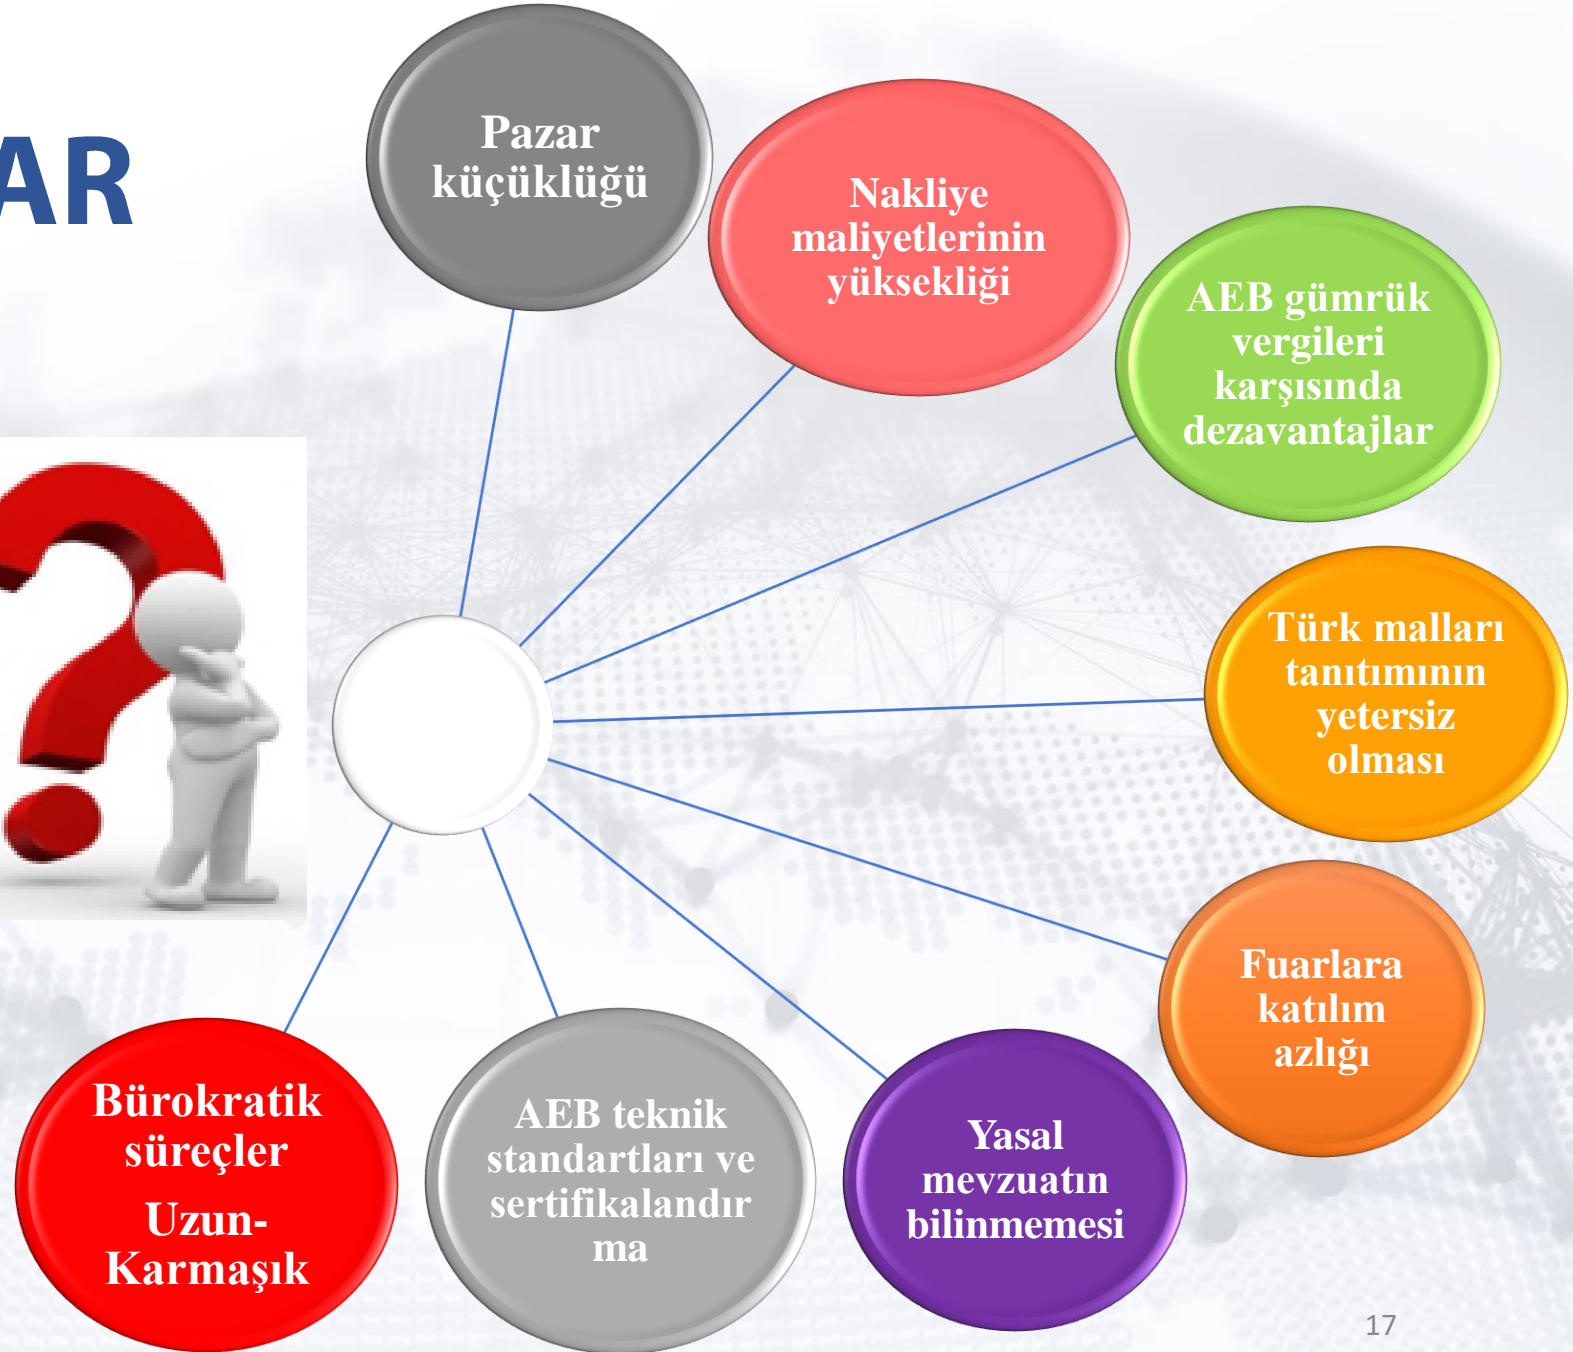 AR
Pazar
küçüklüğü
Nakliye
maliyetlerinin
yüksekliği
AEB gümrük
vergileri
karşısında
dezavantajlar
Türk malları
tanıtımının
yetersiz
olması
Fuarlara
katılım
azlığı
Yasal
mevzuatın
bilinmemesi
AEB teknik
standartları ve
sertifikalandır
ma
Bürokratik
süreçler
Uzun-
Karmaşık
17